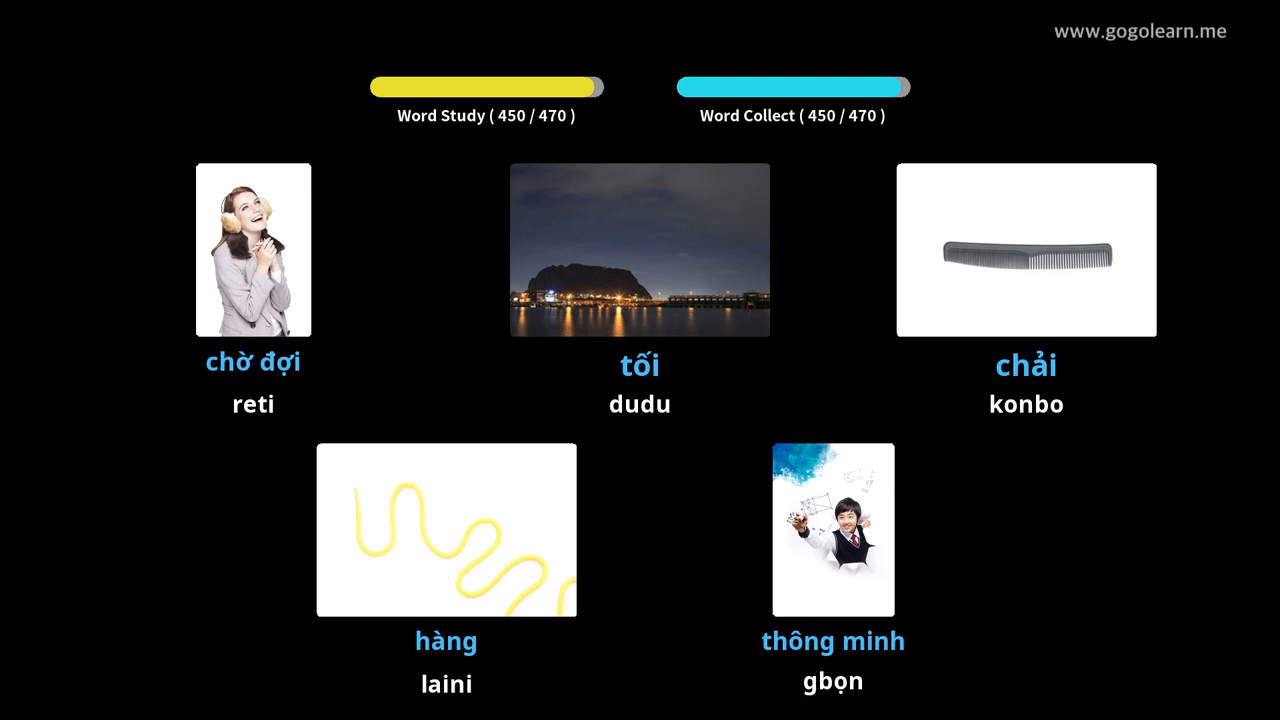 www.gogolearn.me
Word Study ( 450 / 470 )
Word Collect ( 450 / 470 )
chờ đợi
reti
tối
dudu
chải
konbo
hàng
laini
thông minh
gbọn